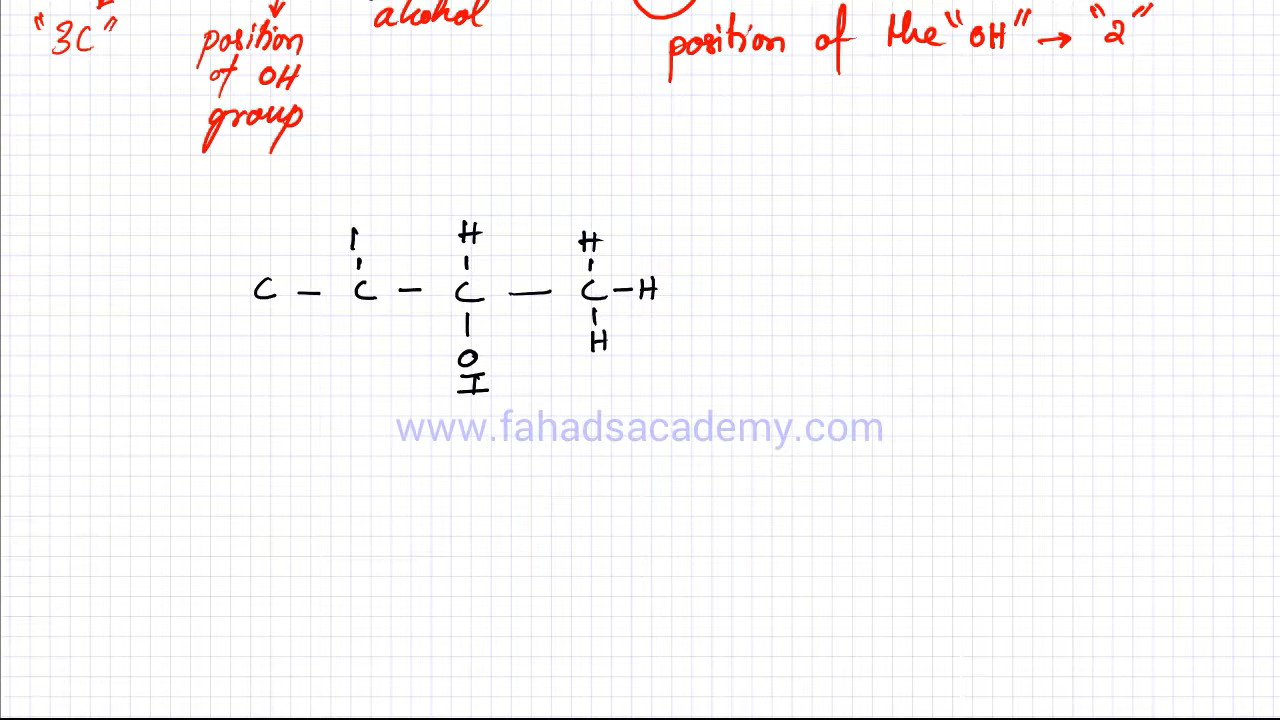 "3C"
position
of OH
group
alcohol
position of the "OH" → "2"
H H
C — C — C — C – H
O H
www.fahadsacademy.com